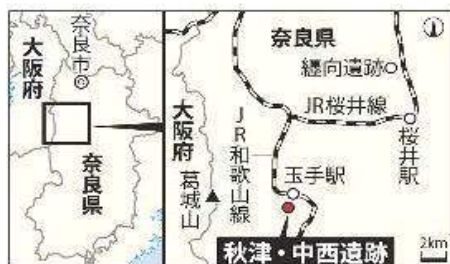 大阪府
奈良市
奈良県
奈良県
纒向遺跡
JR桜井線
桜井駅
大阪府
葛城山
JR和歌山線
玉手駅
秋津・中西遺跡
2km